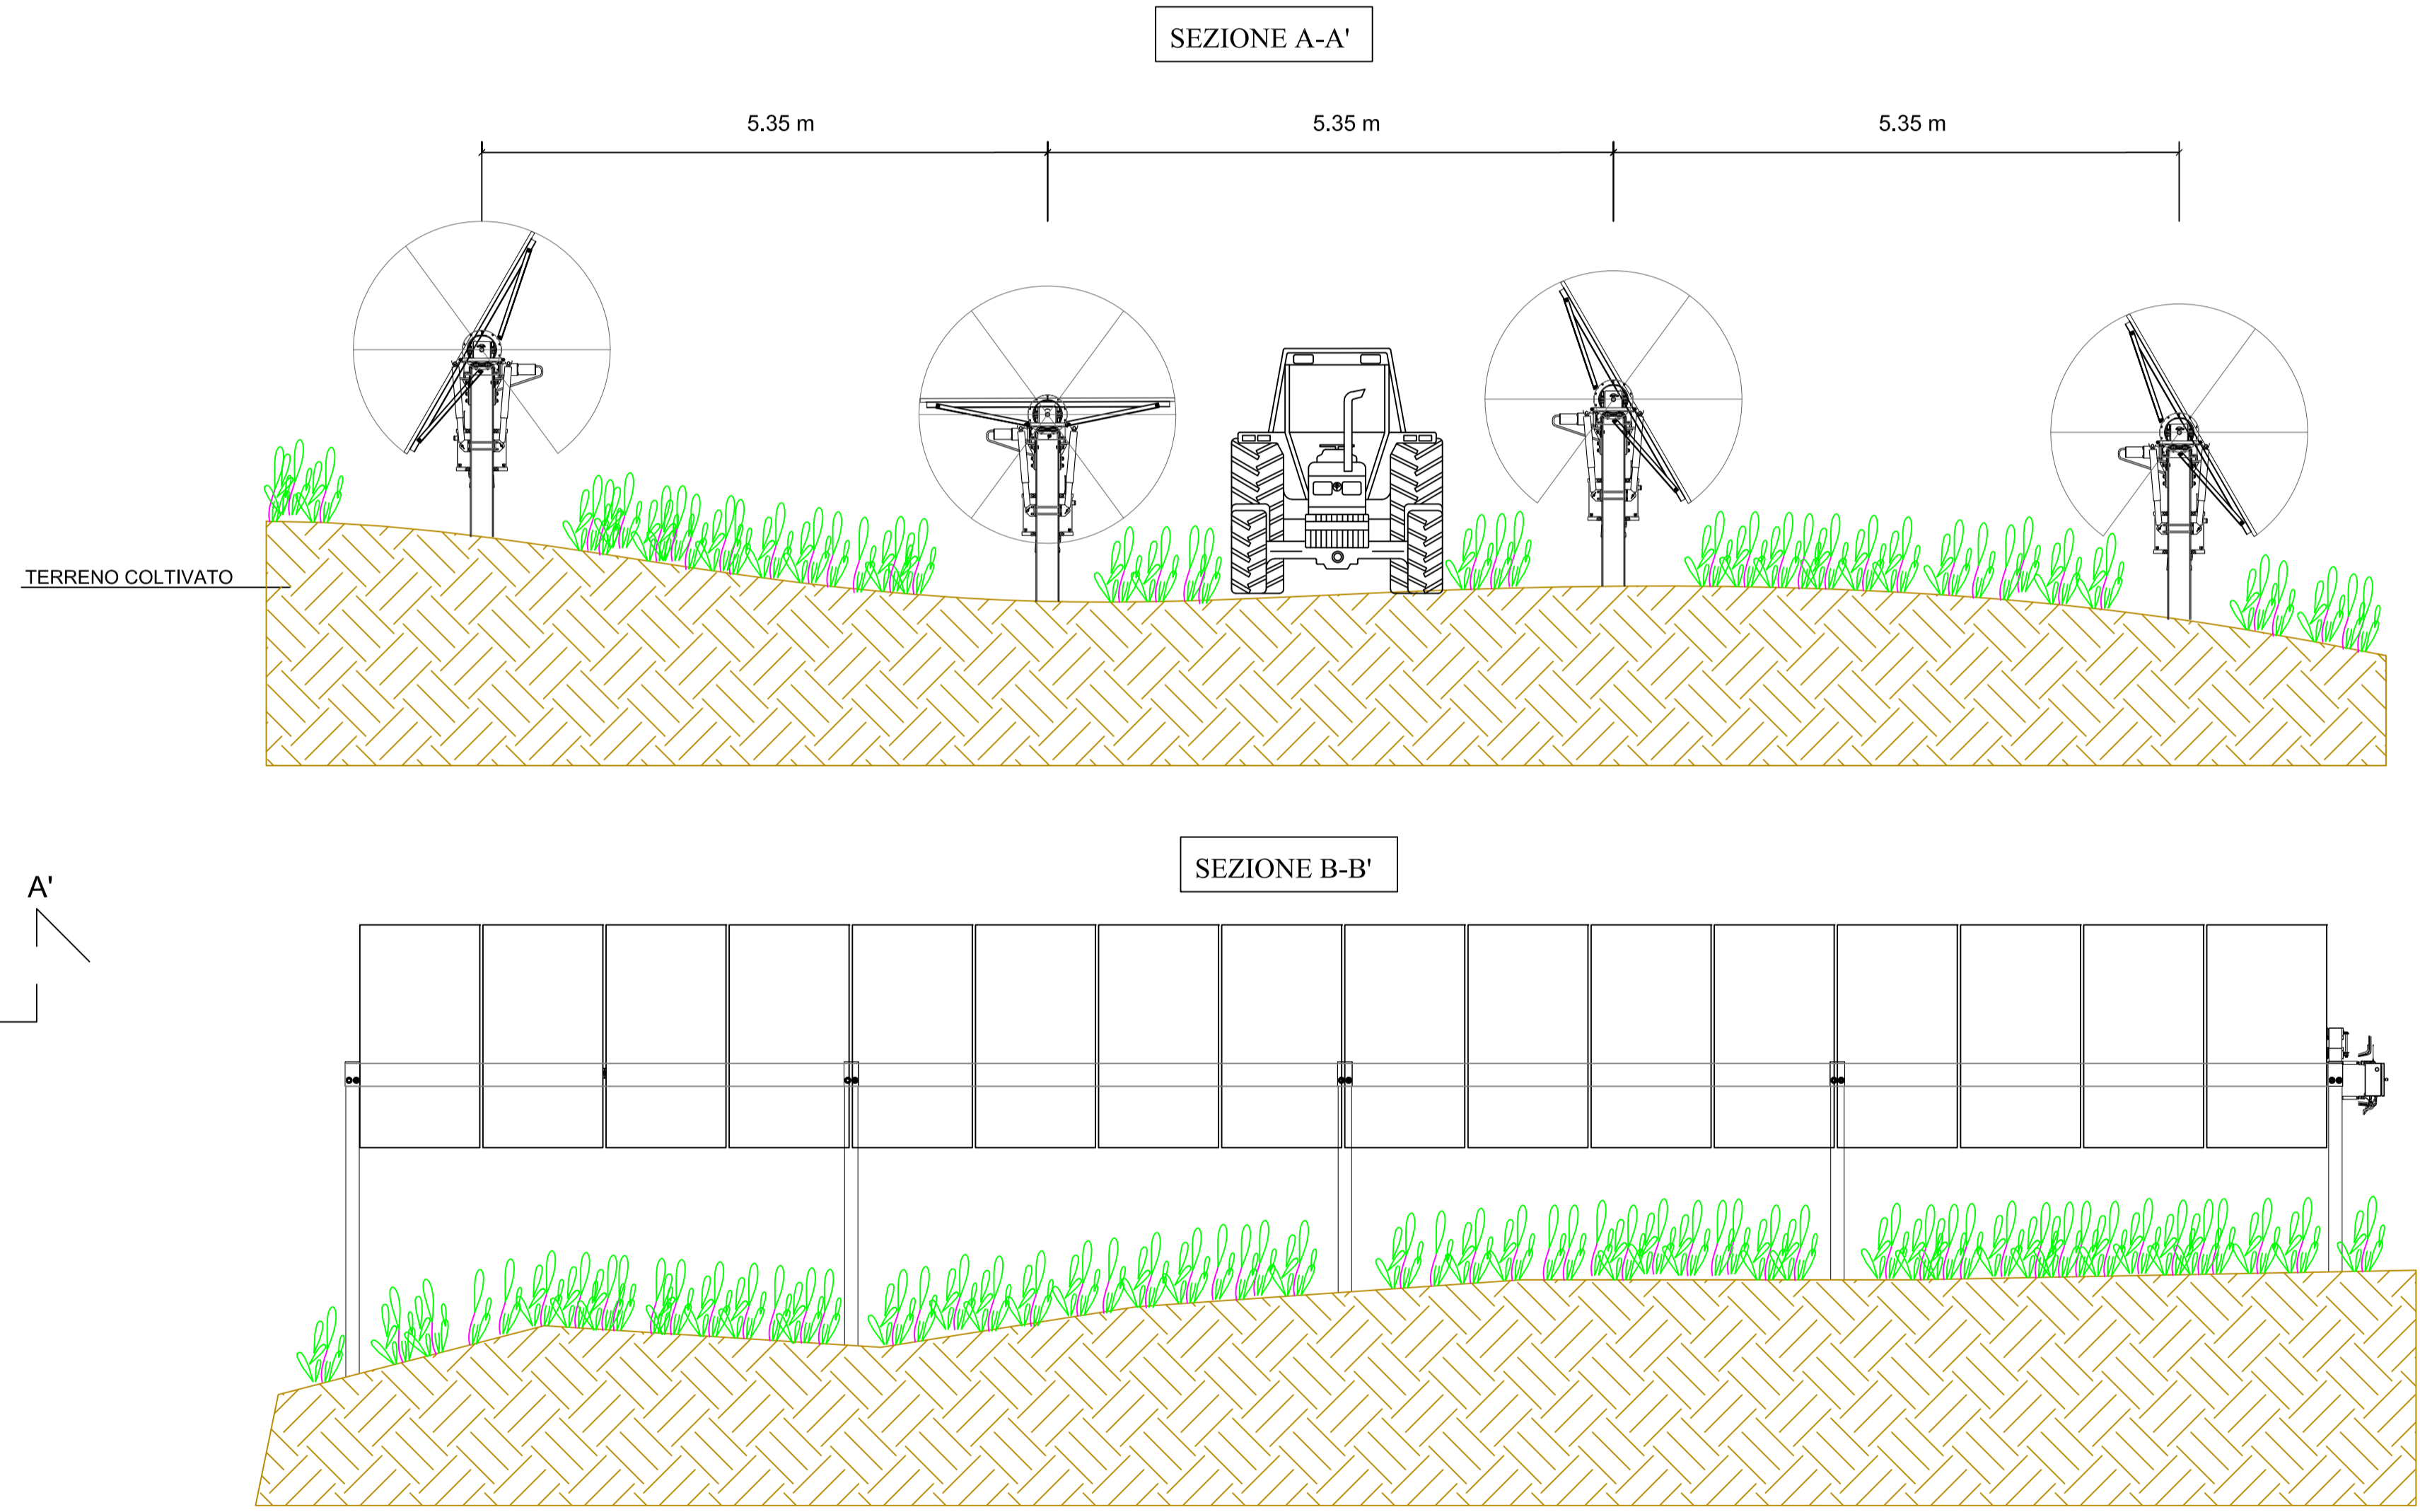 SEZIONE A-A'
5.35 m
5.35 m
5.35 m
TERRENO COLTIVATO
SEZIONE B-B'
A'